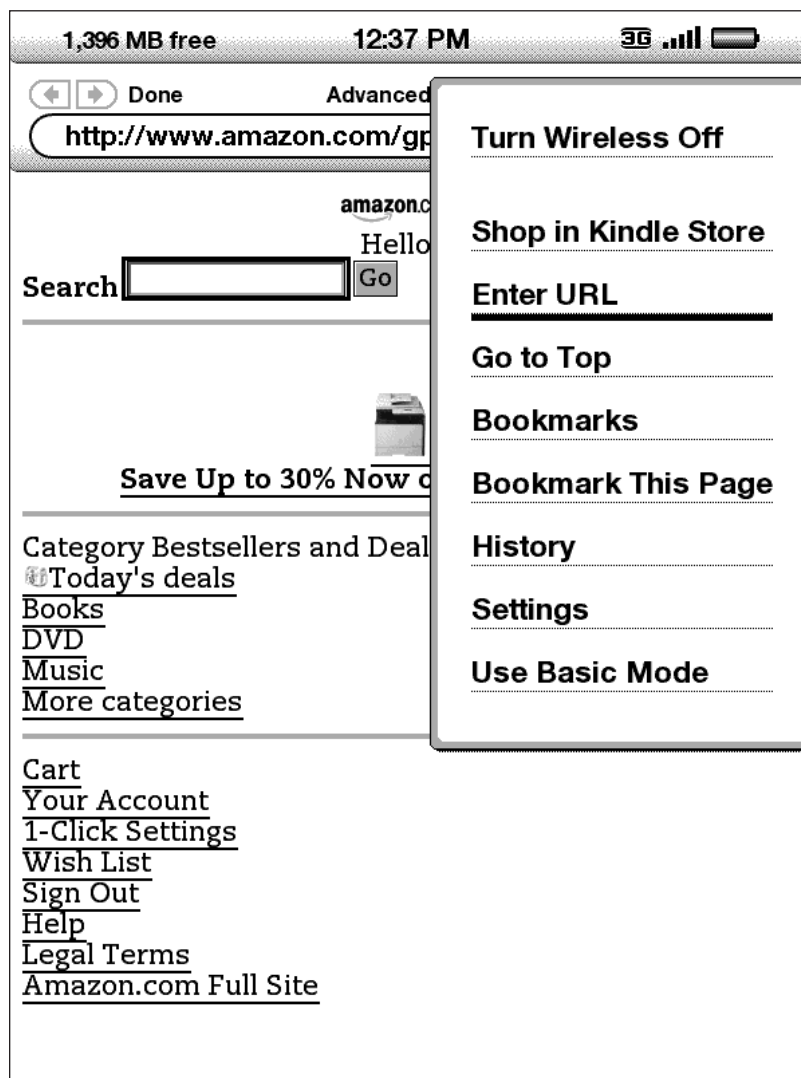 1,396 MB free 12:37 PM 3G
Done Advanced
http://www.amazon.com/gp
amazon.c
Hello
Search Go
Save Up to 30% Now
Category Bestsellers and Deal
Today's deals
Books
DVD
Music
More categories
Cart
Your Account
1-Click Settings
Wish List
Sign Out
Help
Legal Terms
Amazon.com Full Site
Turn Wireless Off
Shop in Kindle Store
Enter URL
Go to Top
Bookmarks
Bookmark This Page
History
Settings
Use Basic Mode